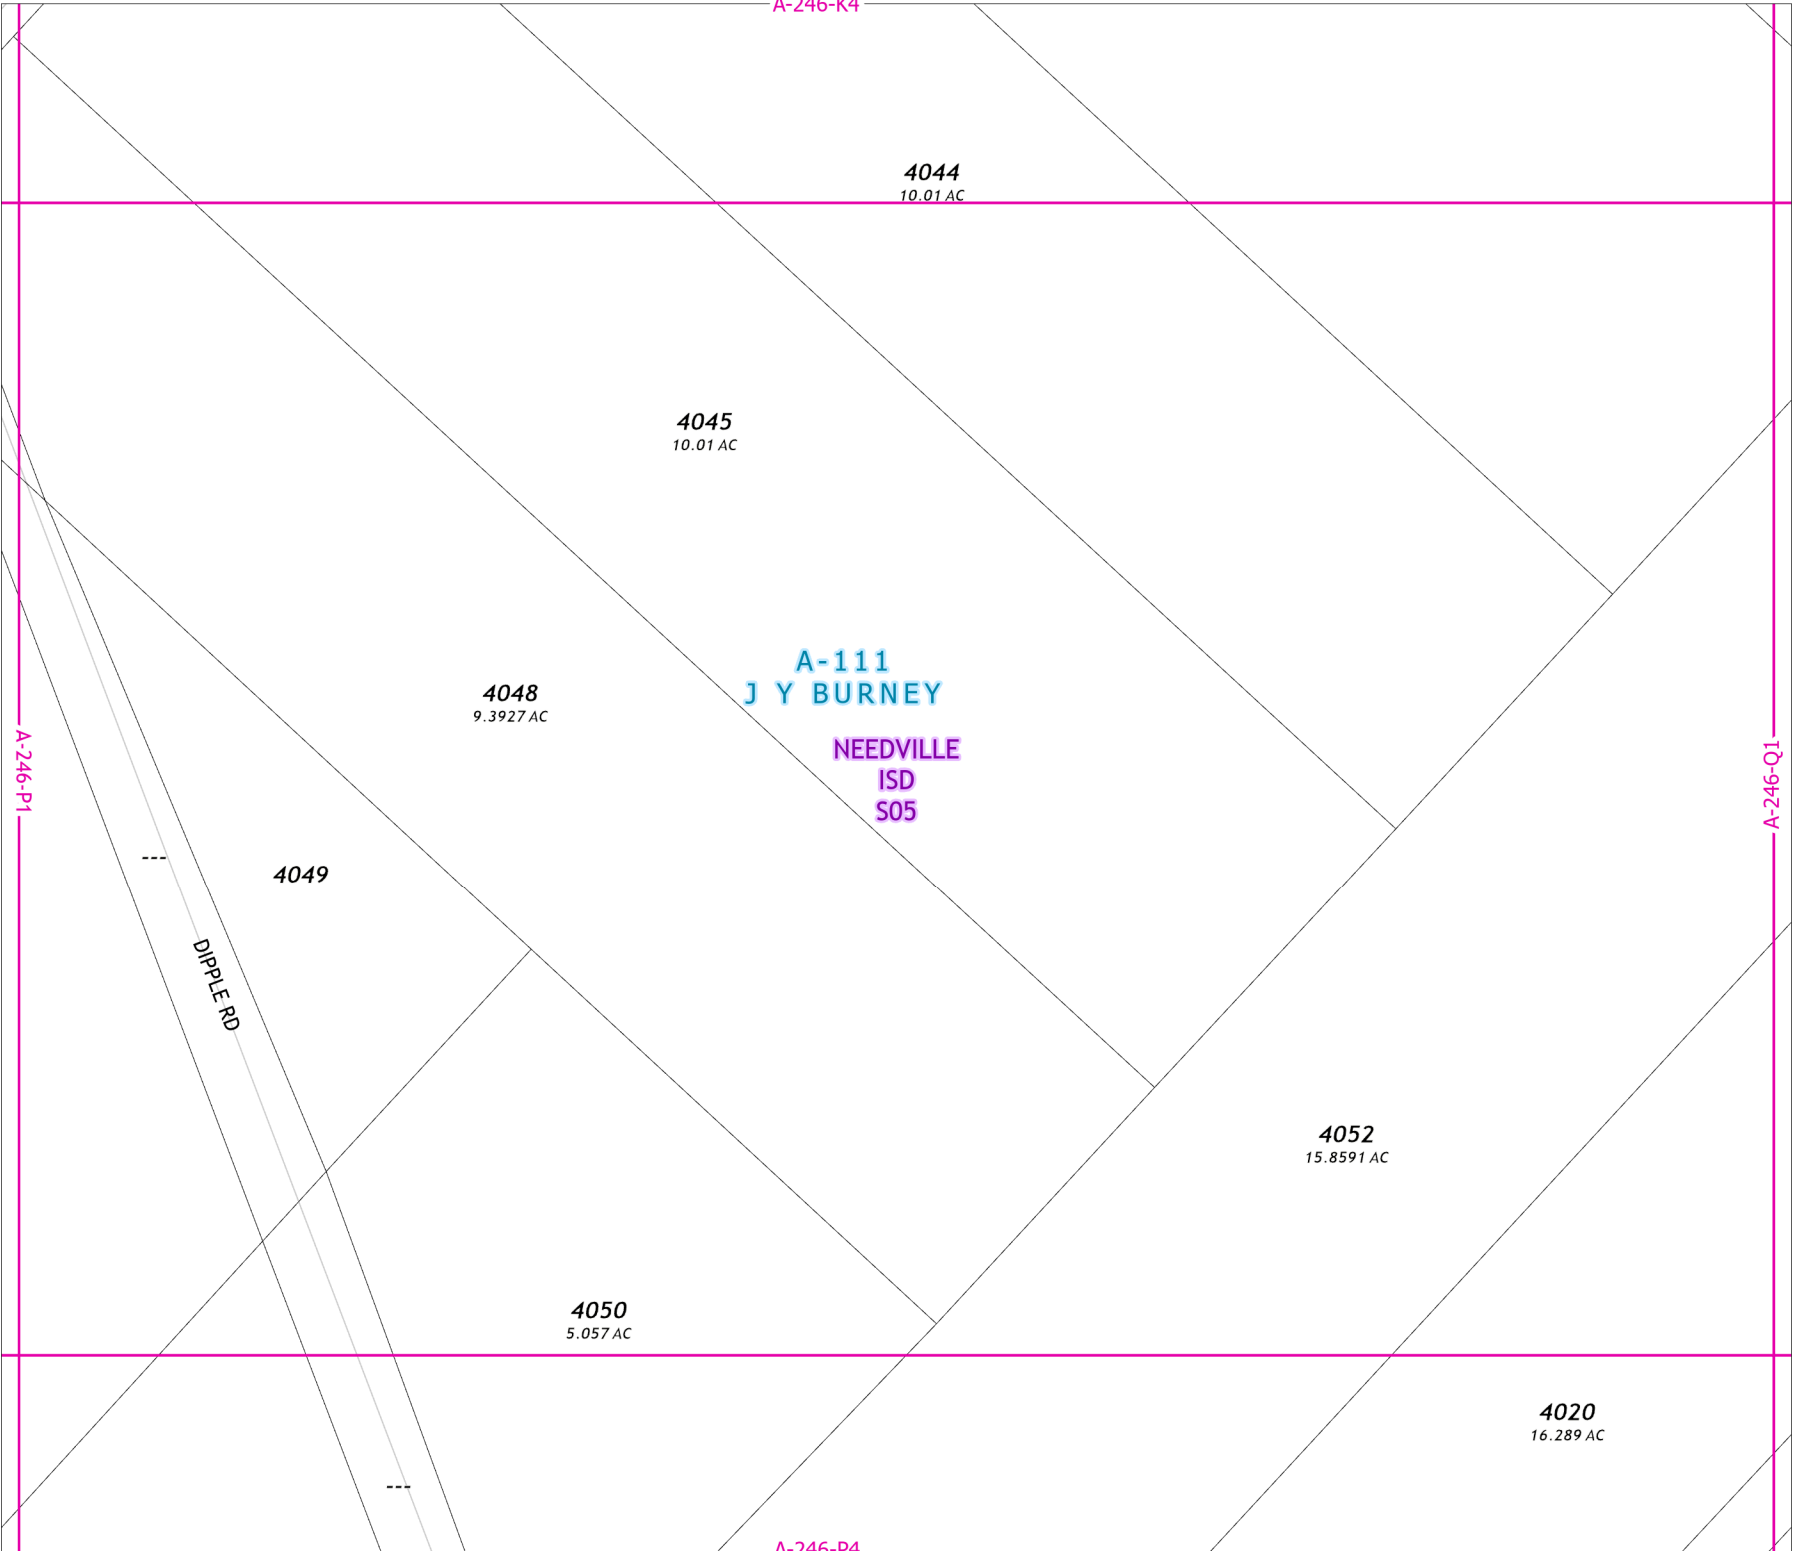 A-246-K4
4044
10.01 AC
4045
10.01 AC
A-111
J Y BURNEY
4048
9.3927 AC
NEEDVILLE
ISD
S05
A-246-P1
A-246-Q1
---
4049
DIPPLE RD
4052
15.8591 AC
4050
5.057 AC
4020
16.289 AC
---
A-246-P4